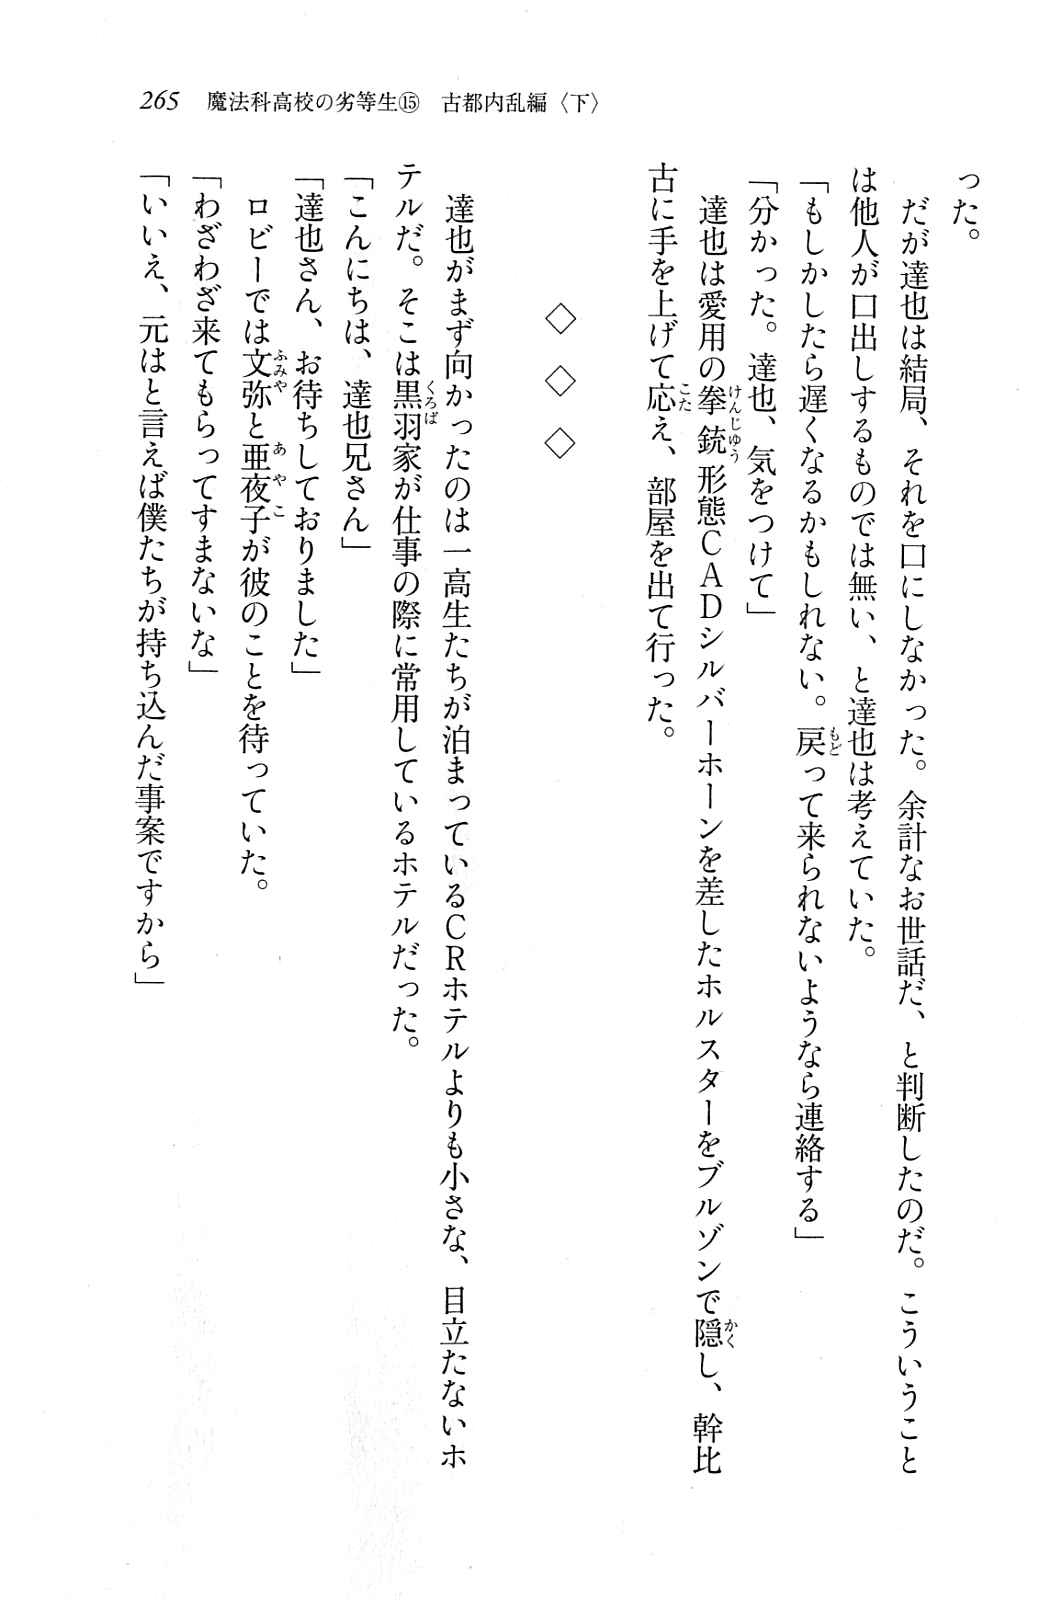 265 魔法科高校の劣等生⑮ 古都内乱編〈下〉
った。
　だが達也は結局、それを口にしなかった。余計なお世話だ、と判断したのだ。こういうこと
は他人が口出しするものでは無い、と達也は考えていた。
「もしかしたら遅くなるかもしれない。戻って来られないようなら連絡する」
「分かった。達也、気をつけて」
　達也は愛用の拳銃形態ＣＡＤシルバーホーンを差したホルスターをブルゾンで隠し、幹比
古に手を上げて応え、部屋を出て行った。
◇　◇　◇
　達也がまず向かったのは一高生たちが泊まっているＣＲホテルよりも小さな、目立たないホ
テルだ。そこは黒羽家が仕事の際に常用しているホテルだった。
「こんにちは、達也兄さん」
「達也さん、お待ちしておりました」
　ロビーでは文弥と亜夜子が彼のことを待っていた。
「わざわざ来てもらってすまないな」
「いいえ、元はと言えば僕たちが持ち込んだ事案ですから」